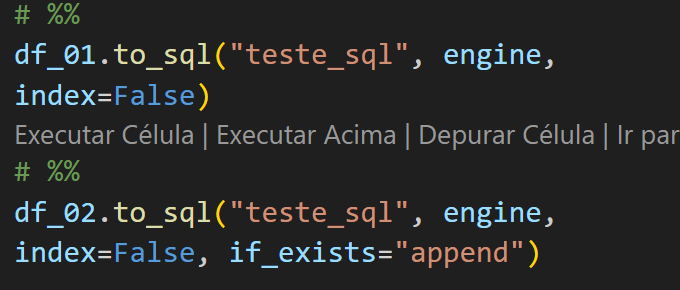 # %%
df_01.to_sql("teste_sql", engine,
index=False)
Executar Célula | Executar Acima | Depurar Célula | Ir par
# %%
df_02.to_sql("teste_sql", engine,
index=False, if_exists="append")